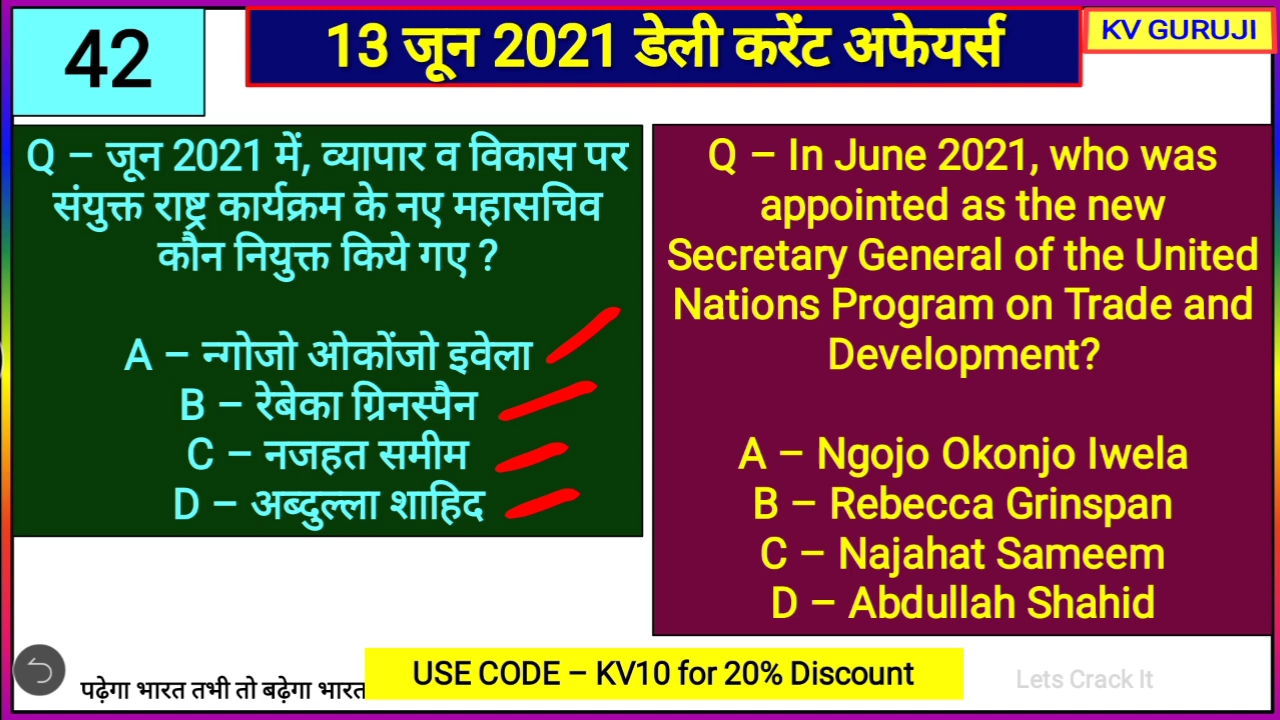 42
13 जून 2021 डेली करेंट अफेयर्स
KV GURUJI
Q – जून 2021 में, व्यापार व विकास पर
संयुक्त राष्ट्र कार्यक्रम के नए महासचिव
कौन नियुक्त किये गए ?
A – न्गोजो ओकोंजो इवेला
B – रेबेका ग्रिनस्पैन
C – नजहत समीम
D – अब्दुल्ला शाहिद
Q – In June 2021, who was
appointed as the new
Secretary General of the United
Nations Program on Trade and
Development?
A – Ngojo Okonjo Iwela
B – Rebecca Grinspan
C – Najahat Sameem
D – Abdullah Shahid
पढ़ेगा भारत तभी तो बढ़ेगा भारत
USE CODE – KV10 for 20% Discount
Lets Crack It